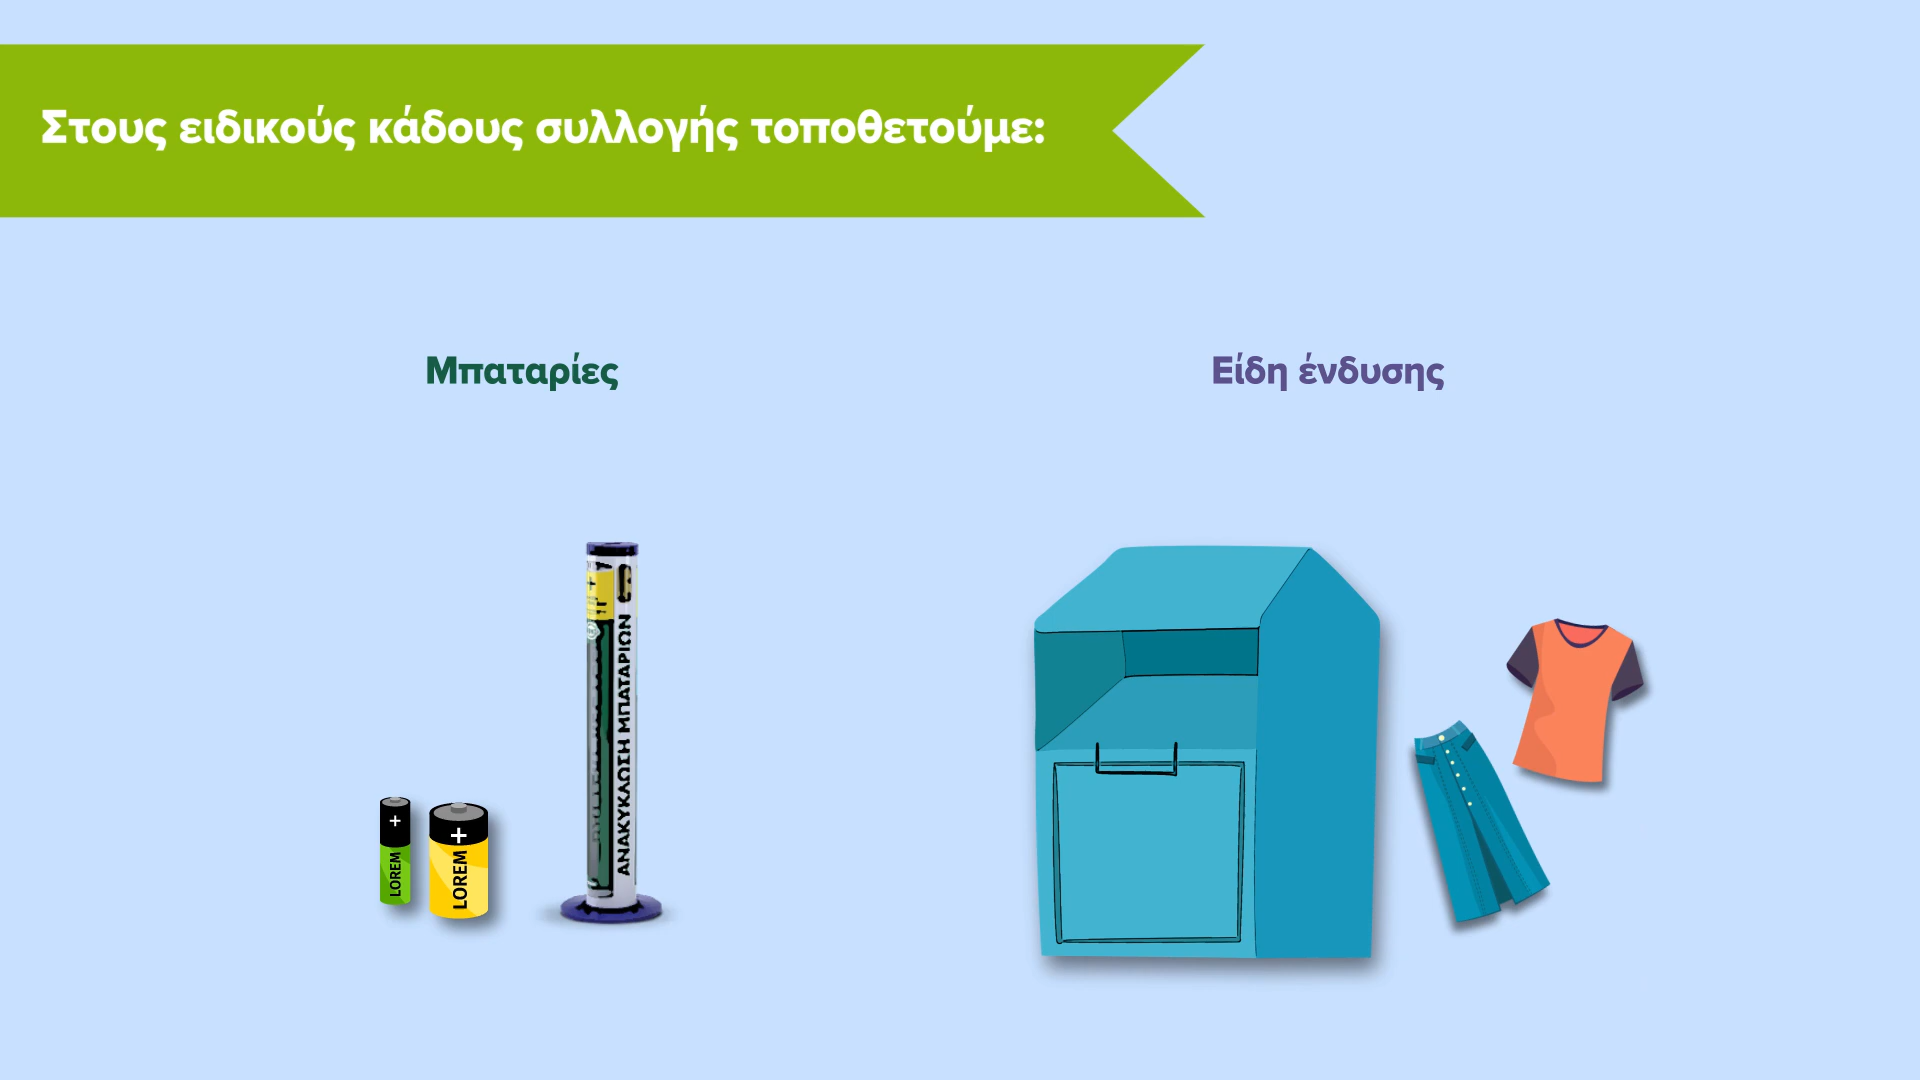 Στους ειδικούς κάδους συλλογής τοποθετούμε:
Μπαταρίες
Είδη ένδυσης
LOREM
LOREM
ΑΝΑΚΥΚΛΩΣΗ ΜΠΑΤΑΡΙΩΝ